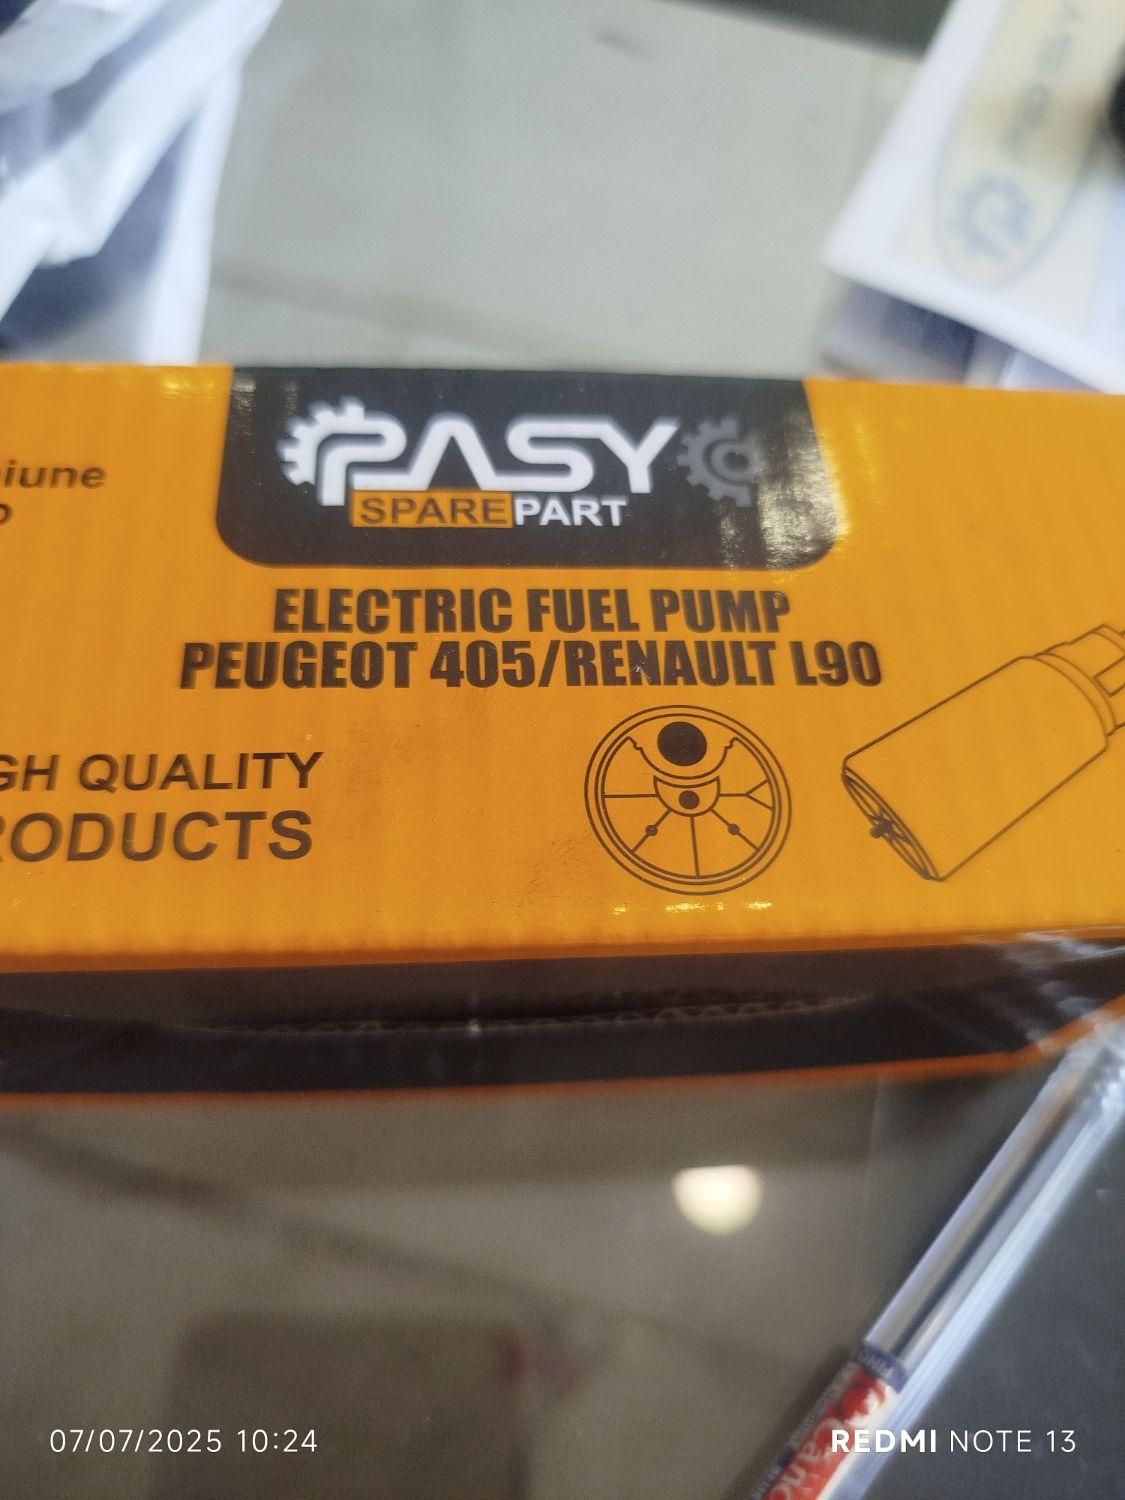 PASY
SPARE PART
ELECTRIC FUEL PUMP
PEUGEOT 405/RENAULT L90
GH QUALITY
RODUCTS
07/07/2025 10:24
REDMI NOTE 13